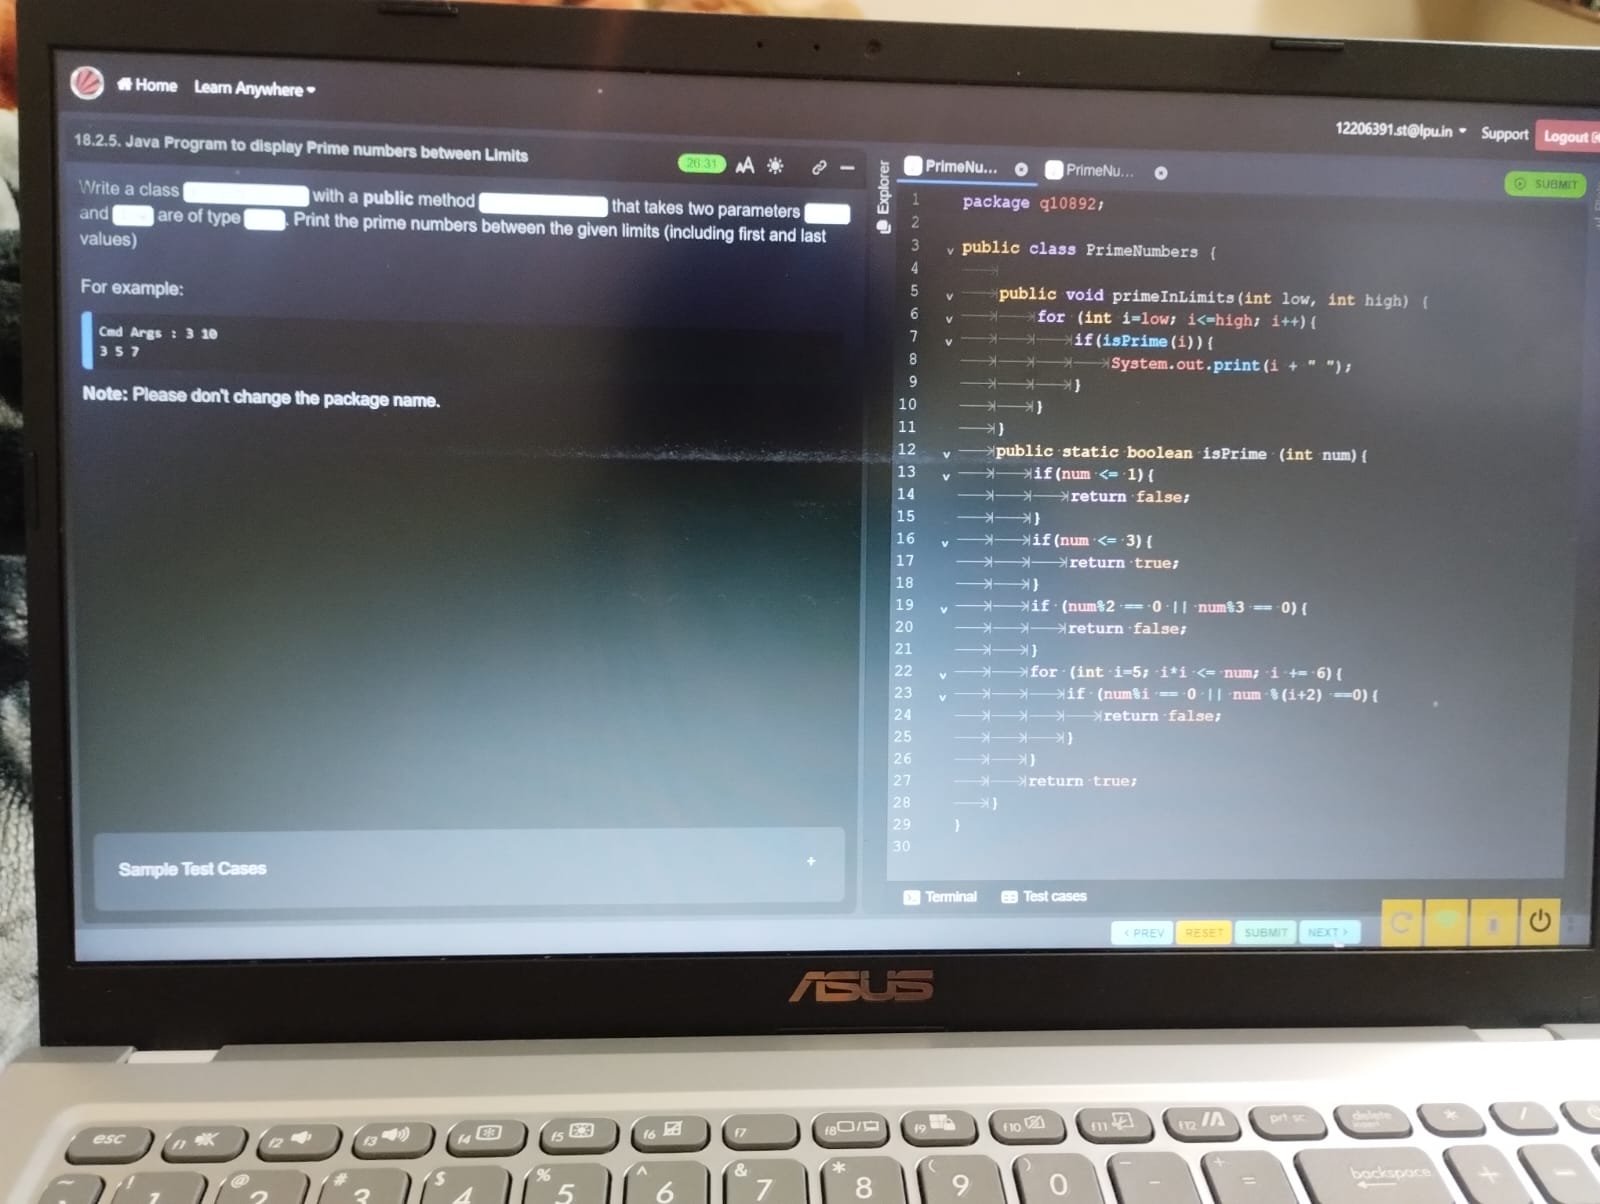 Home Learn Anywhere
12206391.st@lpu.in Support Logout
18.2.5. Java Program to display Prime numbers between Limits
26:31 AA
Write a class with a public method that takes two parameters
and are of type . Print the prime numbers between the given limits (including first and last
values)
For example:
Cmd Args : 3 10
3 5 7
Note: Please don't change the package name.
Sample Test Cases +
Explorer
PrimeNu... PrimeNu...
SUBMIT
1 package q10892;
2
3 public class PrimeNumbers {
4
5 public void primeInLimits(int low, int high) {
6 for (int i=low; i<=high; i++){
7 if(isPrime(i)){
8 System.out.print(i + " ");
9 }
10 }
11 }
12 public static boolean isPrime (int num){
13 if(num <= 1){
14 return false;
15 }
16 if(num <= 3){
17 return true;
18 }
19 if (num%2 == 0 || num%3 == 0){
20 return false;
21 }
22 for (int i=5; i*i <= num; i += 6){
23 if (num%i == 0 || num %(i+2) ==0){
24 return false;
25 }
26 }
27 return true;
28 }
29 }
30
Terminal Test cases
< PREV RESET SUBMIT NEXT >
ASUS
esc f1 f2 f3 f4 f5 f6 f7 f8 f9 f10 f11 f12 prt sc delete insert * /
~ ! 1 @ 2 # 3 $ 4 % 5 ^ 6 & 7 * 8 ( 9 ) 0 _ - + = backspace + -